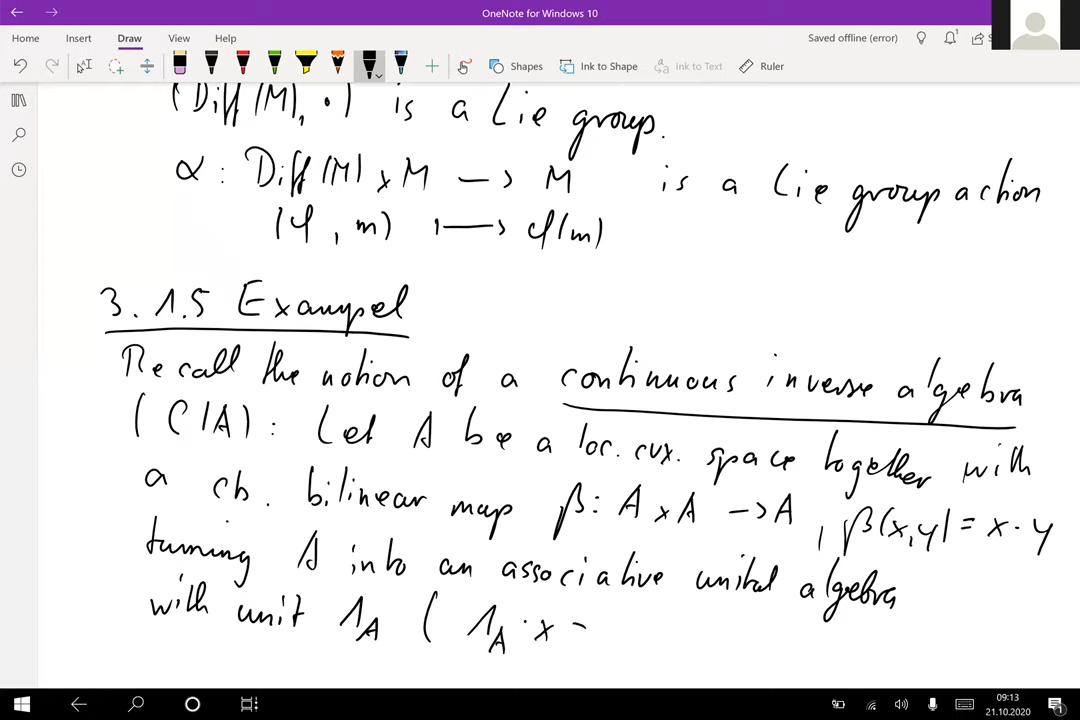 OneNote for Windows 10
Home Insert Draw View Help
Saved offline (error)
Shapes Ink to Shape Ink to Text Ruler
(Diff(M), •) is a Lie group.
α : Diff(M) × M → M is a Lie group action
(φ, m) ↦ φ(m)
3.1.5 Exampel
Recall the notion of a continuous inverse algebra
(CIA): Let A be a loc. cvx. space together with
a cts. bilinear map β: A × A → A, β(x,y) = x · y
turning A into an associative unital algebra
with unit 1_A ( 1_A · x -
09:13
21.10.2020